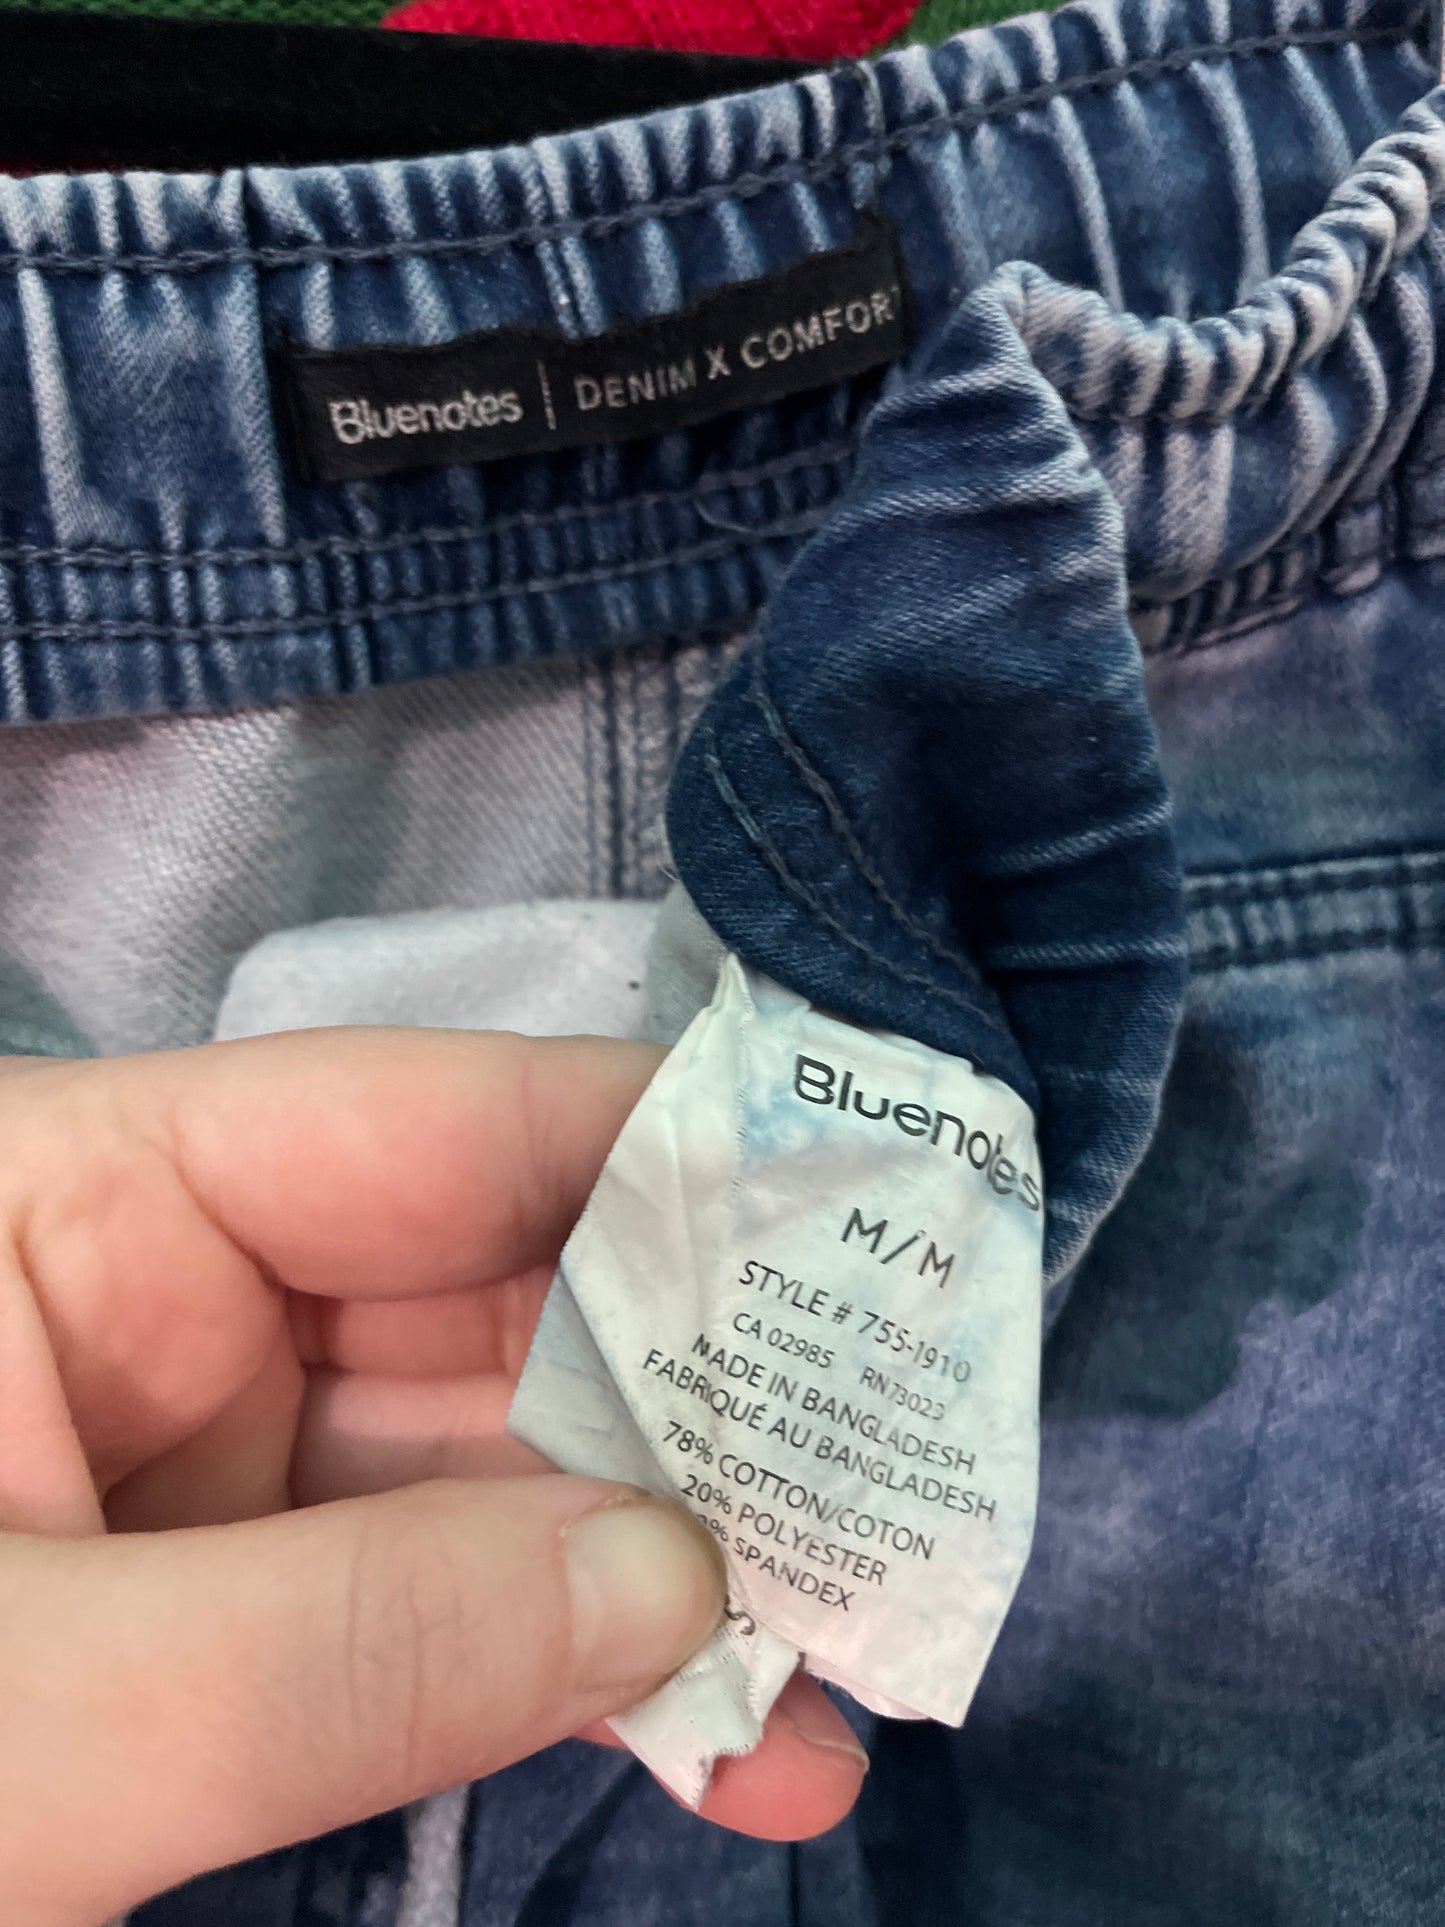 Bluenotes | DENIM X COMFORT
Bluenotes
M/M
STYLE # 755-1910
CA 02985 RN73023
MADE IN BANGLADESH
FABRIQUÉ AU BANGLADESH
78% COTTON/COTON
20% POLYESTER
2% SPANDEX